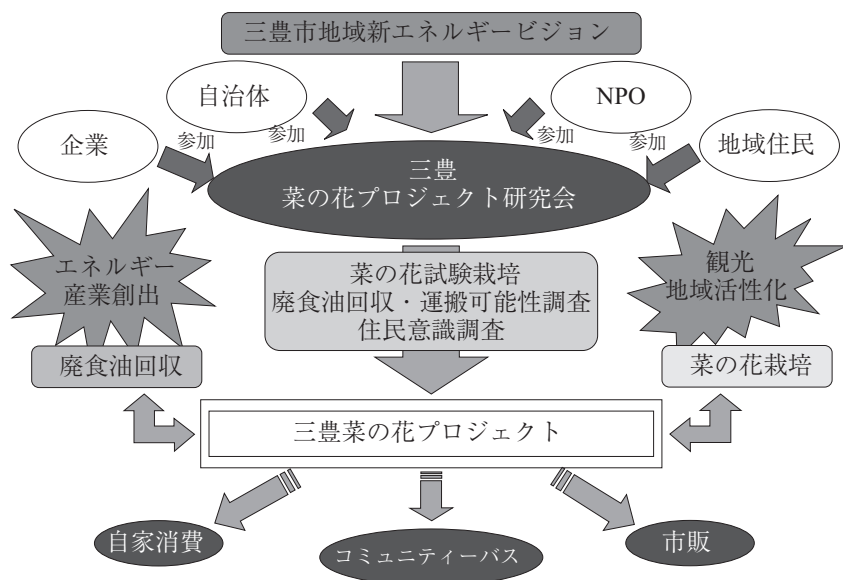 三豊市地域新エネルギービジョン
自治体
NPO
企業
参加
参加
参加
参加
地域住民
三豊
菜の花プロジェクト研究会
エネルギー
産業創出
菜の花試験栽培
廃食油回収・運搬可能性調査
住民意識調査
観光
地域活性化
廃食油回収
菜の花栽培
三豊菜の花プロジェクト
自家消費
コミュニティーバス
市販